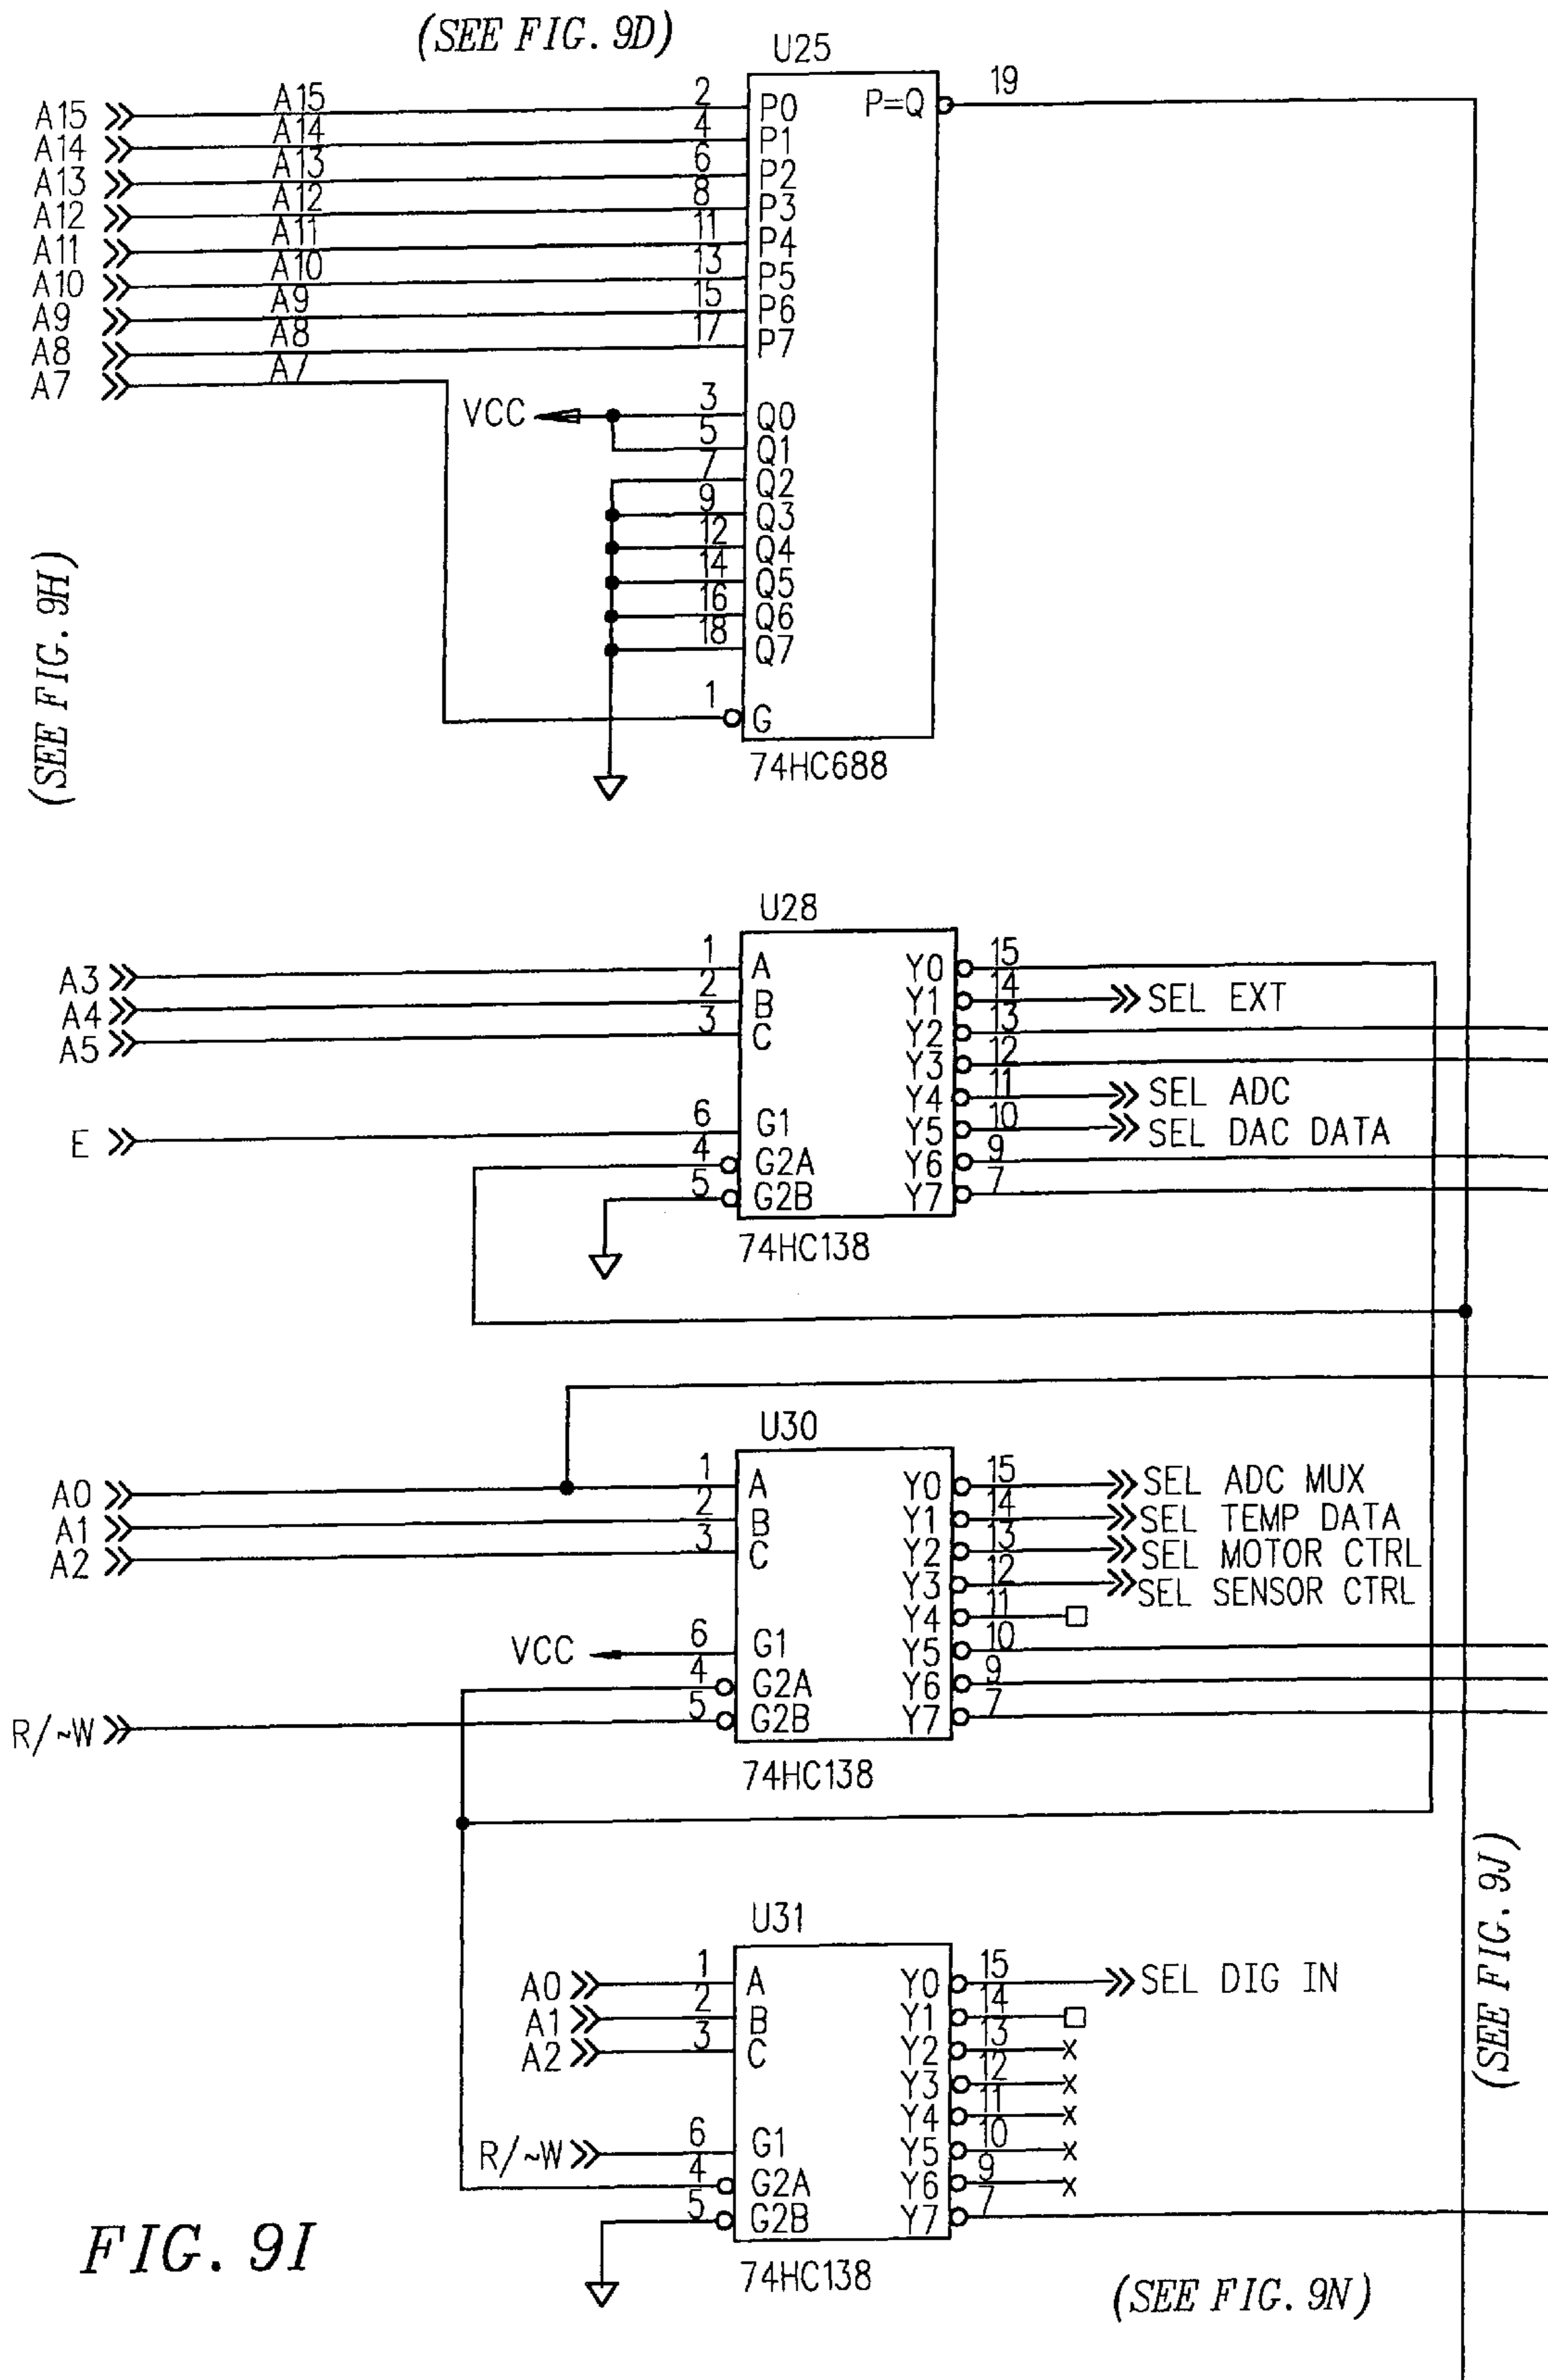 (SEE FIG. 9D)
U25
A15 A15 2 P0 P=Q 19
A14 A14 4 P1
A13 A13 6 P2
A12 A12 8 P3
A11 A11 11 P4
A10 A10 13 P5
A9 A9 15 P6
A8 A8 17 P7
A7 A7
VCC 3 Q0
5 Q1
7 Q2
9 Q3
12 Q4
14 Q5
16 Q6
18 Q7
1 G
74HC688
(SEE FIG. 9H)
U28
A3 1 A Y0 15
A4 2 B Y1 14 SEL EXT
A5 3 C Y2 13
Y3 12
Y4 11 SEL ADC
E 6 G1 Y5 10 SEL DAC DATA
4 G2A Y6 9
5 G2B Y7 7
74HC138
U30
A0 1 A Y0 15 SEL ADC MUX
A1 2 B Y1 14 SEL TEMP DATA
A2 3 C Y2 13 SEL MOTOR CTRL
Y3 12 SEL SENSOR CTRL
Y4 11
VCC 6 G1 Y5 10
4 G2A Y6 9
R/~W 5 G2B Y7 7
74HC138
(SEE FIG. 9J)
U31
A0 1 A Y0 15 SEL DIG IN
A1 2 B Y1 14
A2 3 C Y2 13 x
Y3 12 x
Y4 11 x
R/~W 6 G1 Y5 10 x
4 G2A Y6 9 x
5 G2B Y7 7
74HC138
FIG. 9I
(SEE FIG. 9N)